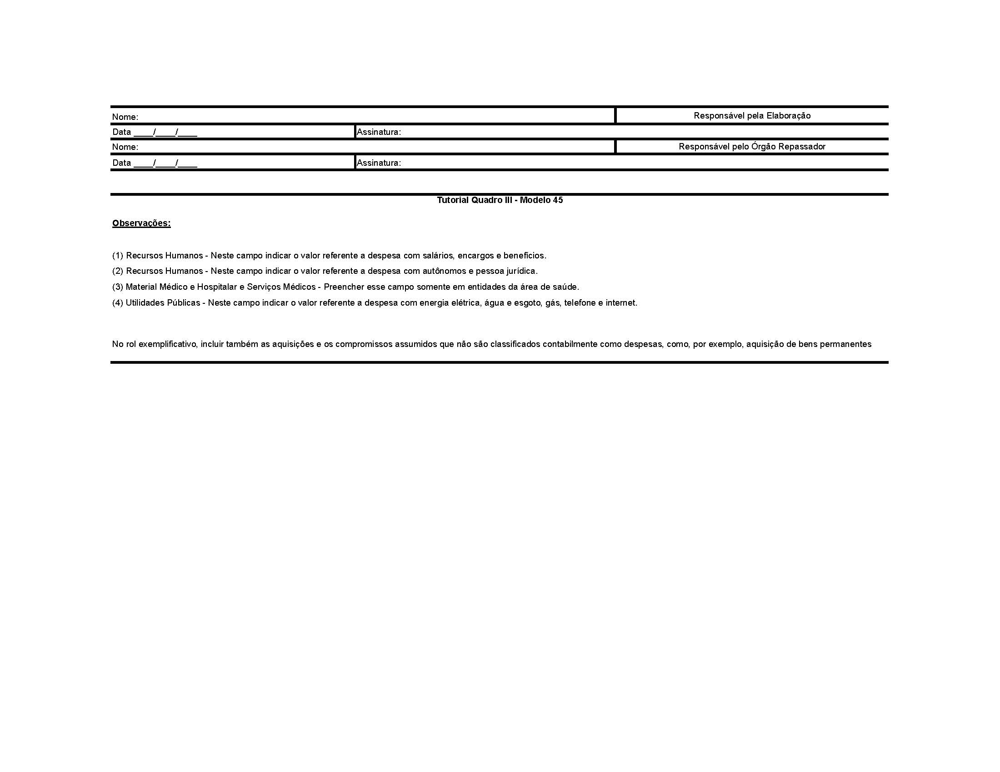 Nome: Responsável pela Elaboração
Data ____/____/____ Assinatura:
Nome: Responsável pelo Órgão Repassador
Data ____/____/____ Assinatura:
Tutorial Quadro III - Modelo 45
Observações:
(1) Recursos Humanos - Neste campo indicar o valor referente a despesa com salários, encargos e benefícios.
(2) Recursos Humanos - Neste campo indicar o valor referente a despesa com autônomos e pessoa jurídica.
(3) Material Médico e Hospitalar e Serviços Médicos - Preencher esse campo somente em entidades da área de saúde.
(4) Utilidades Públicas - Neste campo indicar o valor referente a despesa com energia elétrica, água e esgoto, gás, telefone e internet.
No rol exemplificativo, incluir também as aquisições e os compromissos assumidos que não são classificados contabilmente como despesas, como, por exemplo, aquisição de bens permanentes